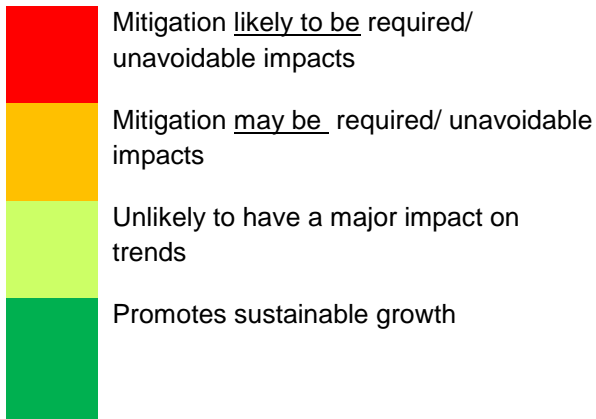 Mitigation likely to be required/
unavoidable impacts
Mitigation may be required/ unavoidable
impacts
Unlikely to have a major impact on
trends
Promotes sustainable growth